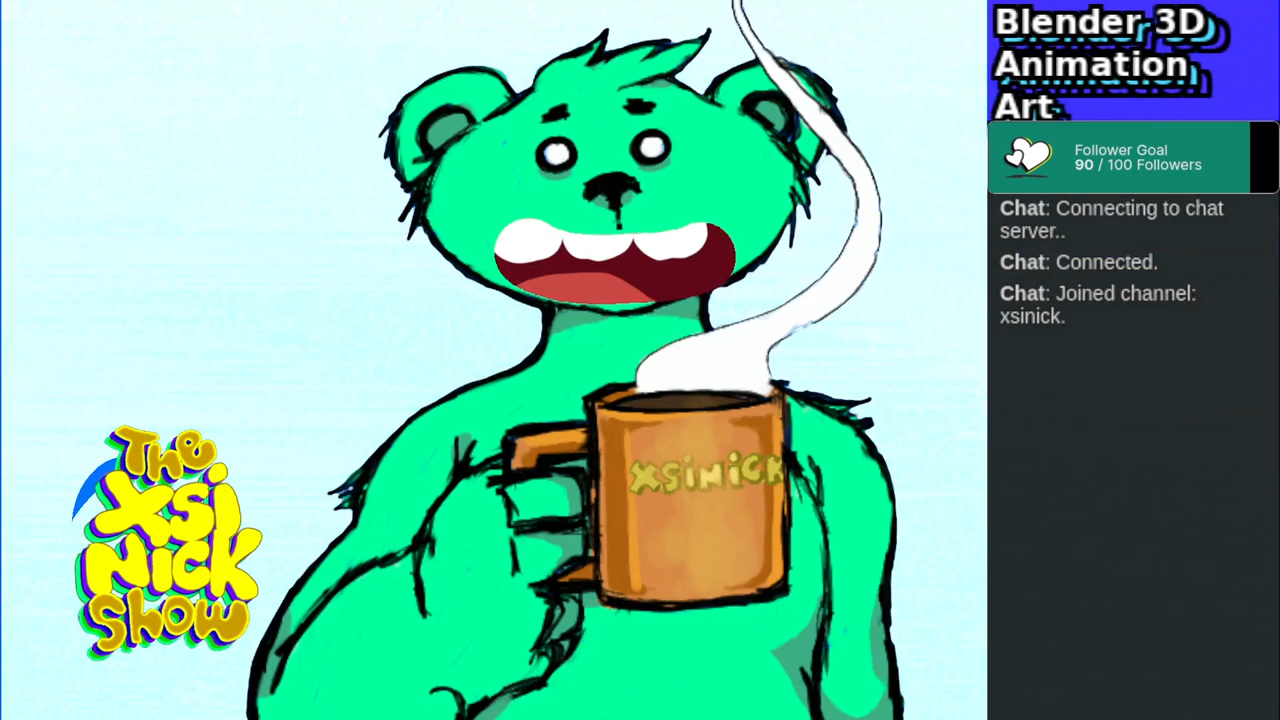 Blender 3D
Animation
Art
Follower Goal
90 / 100 Followers
Chat: Connecting to chat
server..
Chat: Connected.
Chat: Joined channel:
xsinick.
XSiNiCK
The
XSi
NicK
Show